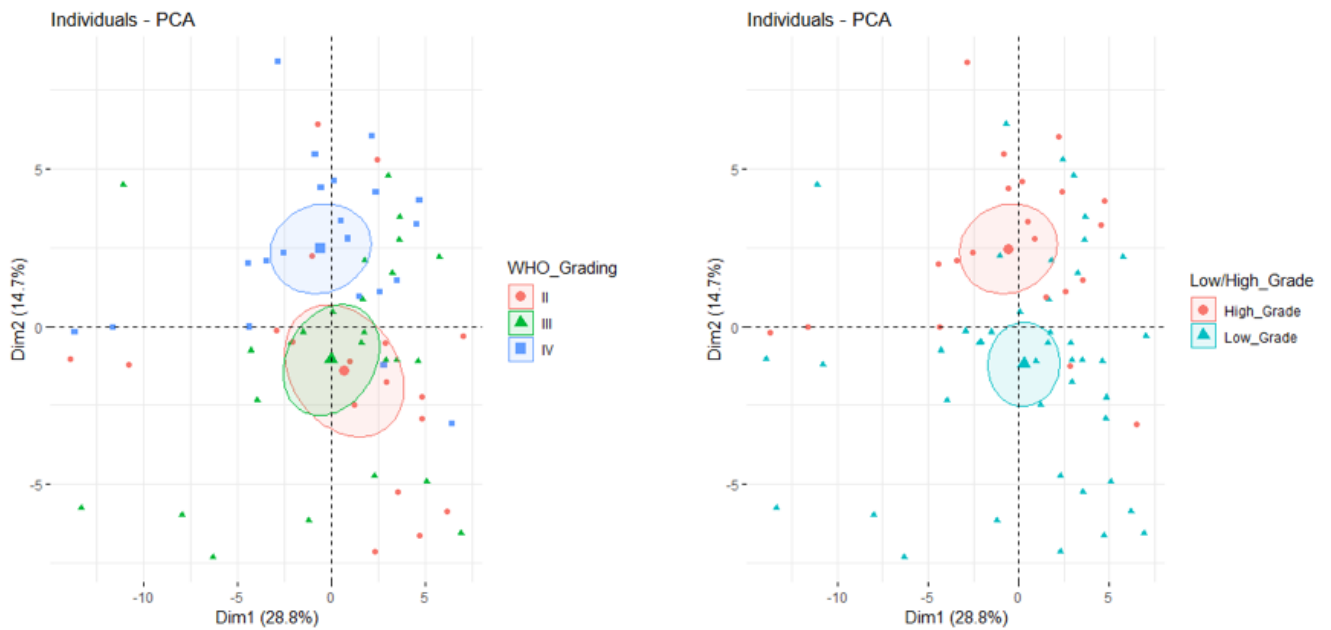 Individuals - PCA
5
0
-5
Dim2 (14.7%)
-10
-5
0
5
Dim1 (28.8%)
WHO_Grading
II
III
IV
Individuals - PCA
5
0
-5
Dim2 (14.7%)
-10
-5
0
5
Dim1 (28.8%)
Low/High_Grade
High_Grade
Low_Grade